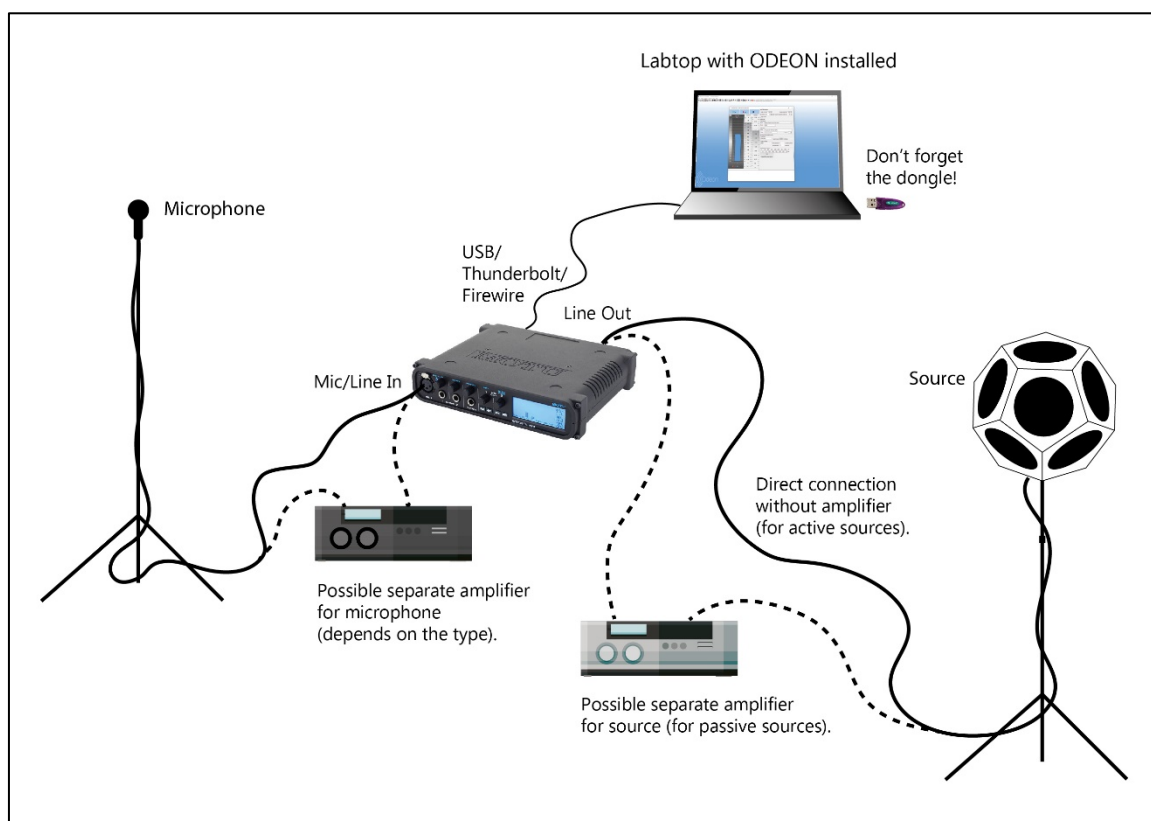 Labtop with ODEON installed
Don't forget
the dongle!
Microphone
USB/
Thunderbolt/
Firewire
Line Out
Mic/Line In
Source
Direct connection
without amplifier
(for active sources).
Possible separate amplifier
for microphone
(depends on the type).
Possible separate amplifier
for source (for passive sources).